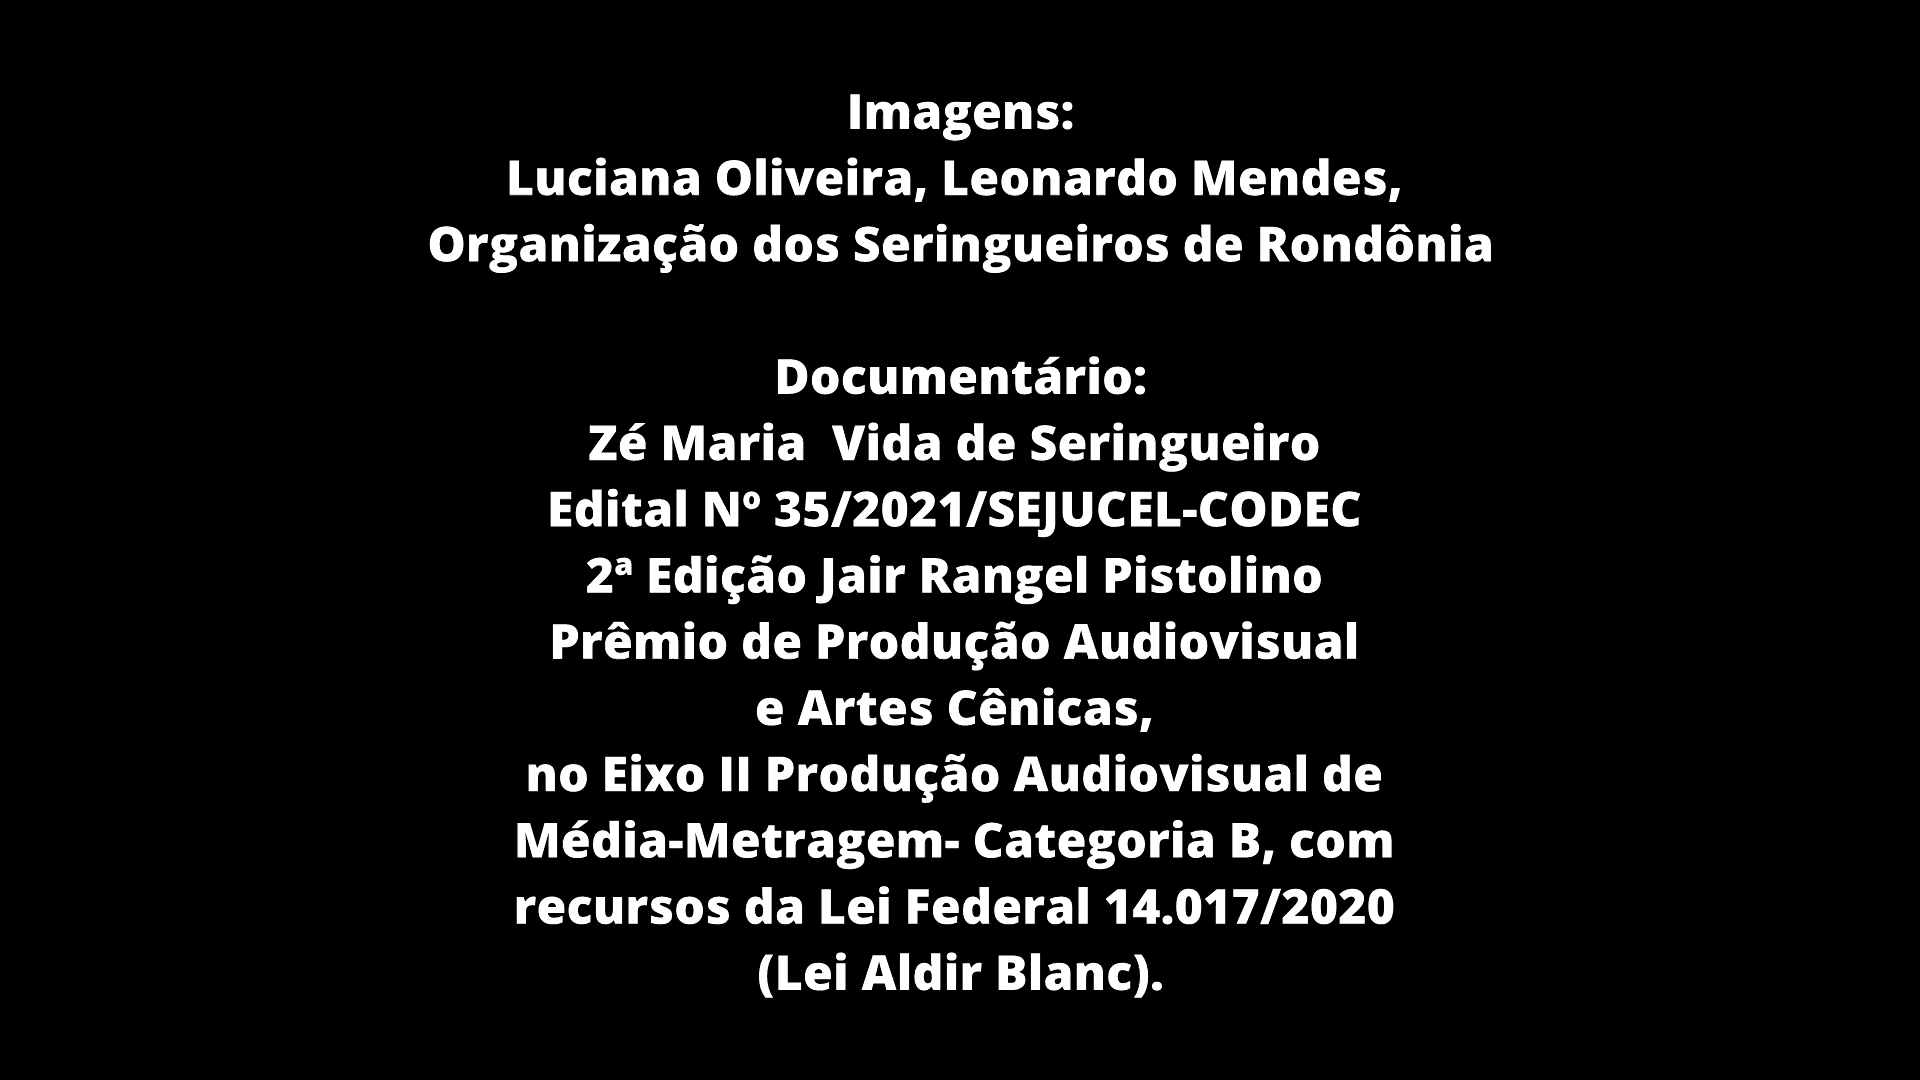 Imagens:
Luciana Oliveira, Leonardo Mendes,
Organização dos Seringueiros de Rondônia
Documentário:
Zé Maria  Vida de Seringueiro
Edital Nº 35/2021/SEJUCEL-CODEC
2ª Edição Jair Rangel Pistolino
Prêmio de Produção Audiovisual
e Artes Cênicas,
no Eixo II Produção Audiovisual de
Média-Metragem- Categoria B, com
recursos da Lei Federal 14.017/2020
(Lei Aldir Blanc).